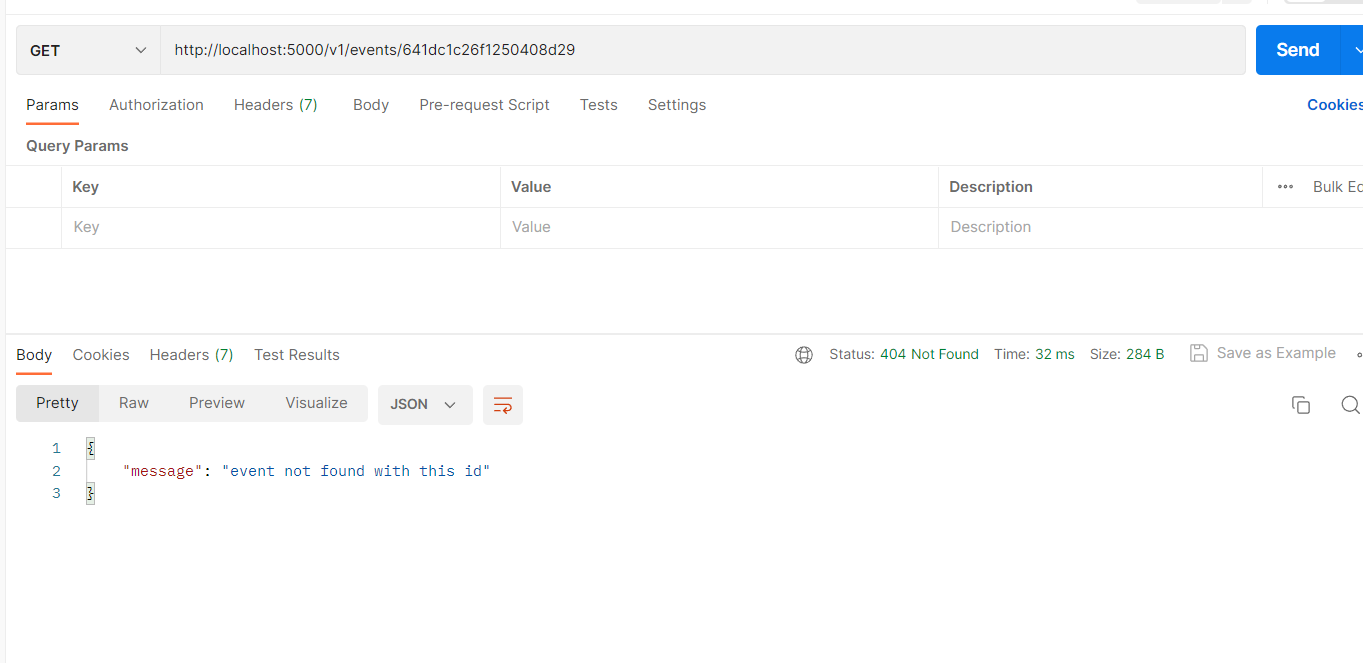 GET http://localhost:5000/v1/events/641dc1c26f1250408d29 Send
Params Authorization Headers (7) Body Pre-request Script Tests Settings Cookies
Query Params
Key Value Description Bulk Ed
Key Value Description
Body Cookies Headers (7) Test Results Status: 404 Not Found Time: 32 ms Size: 284 B Save as Example
Pretty Raw Preview Visualize JSON
1 {
2 "message": "event not found with this id"
3 }